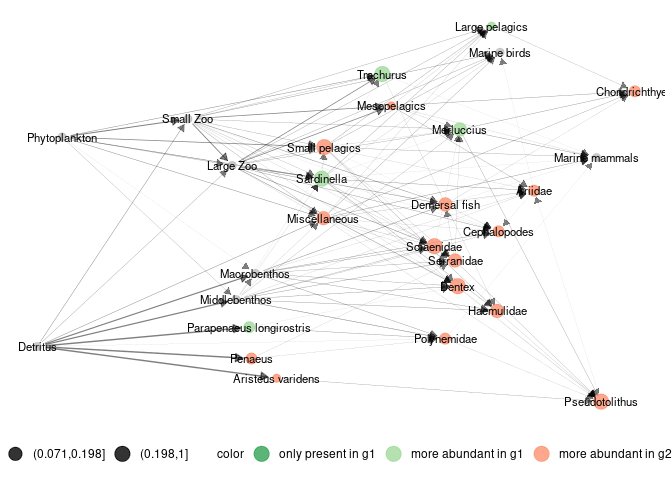 Large pelagics
Marine birds
Trachurus
Chondrichthye
Mesopelagics
Small Zoo
Merluccius
Phytoplankton
Small pelagics
Marine mammals
Large Zoo
Sardinella
Ariidae
Demersal fish
Miscellaneous
Cephalopodes
Sciaenidae
Serranidae
Macrobenthos
Dentex
Middlebenthos
Haemulidae
Parapenaeus longirostris
Polynemidae
Detritus
Penaeus
Aristeus varidens
Pseudotolithus
(0.071,0.198] (0.198,1] color only present in g1 more abundant in g1 more abundant in g2